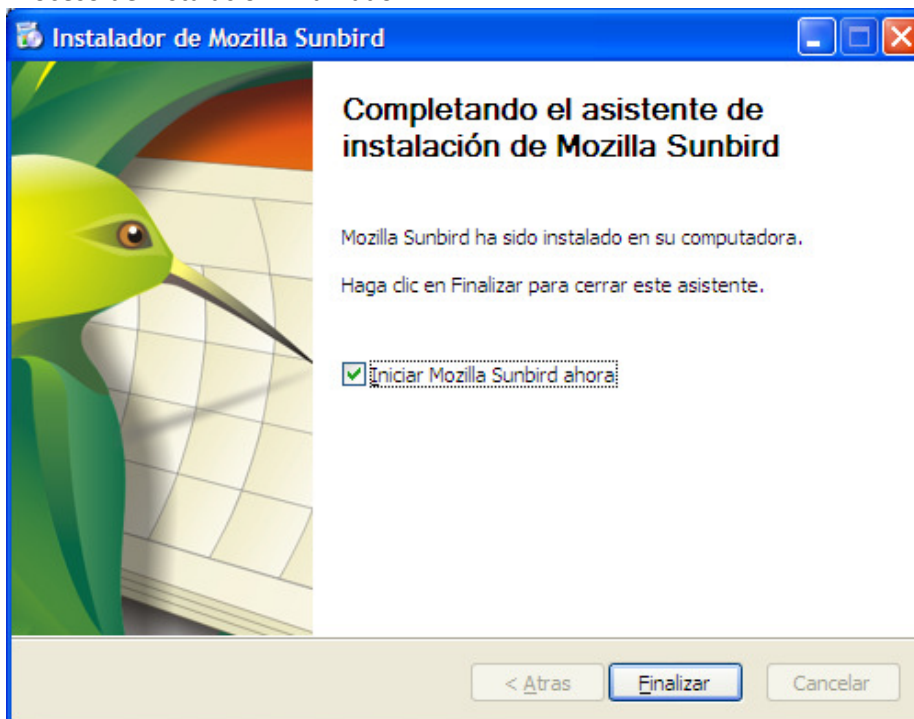 Instalador de Mozilla Sunbird
Completando el asistente de
instalación de Mozilla Sunbird
Mozilla Sunbird ha sido instalado en su computadora.
Haga clic en Finalizar para cerrar este asistente.
Iniciar Mozilla Sunbird ahora
< Atras Finalizar Cancelar